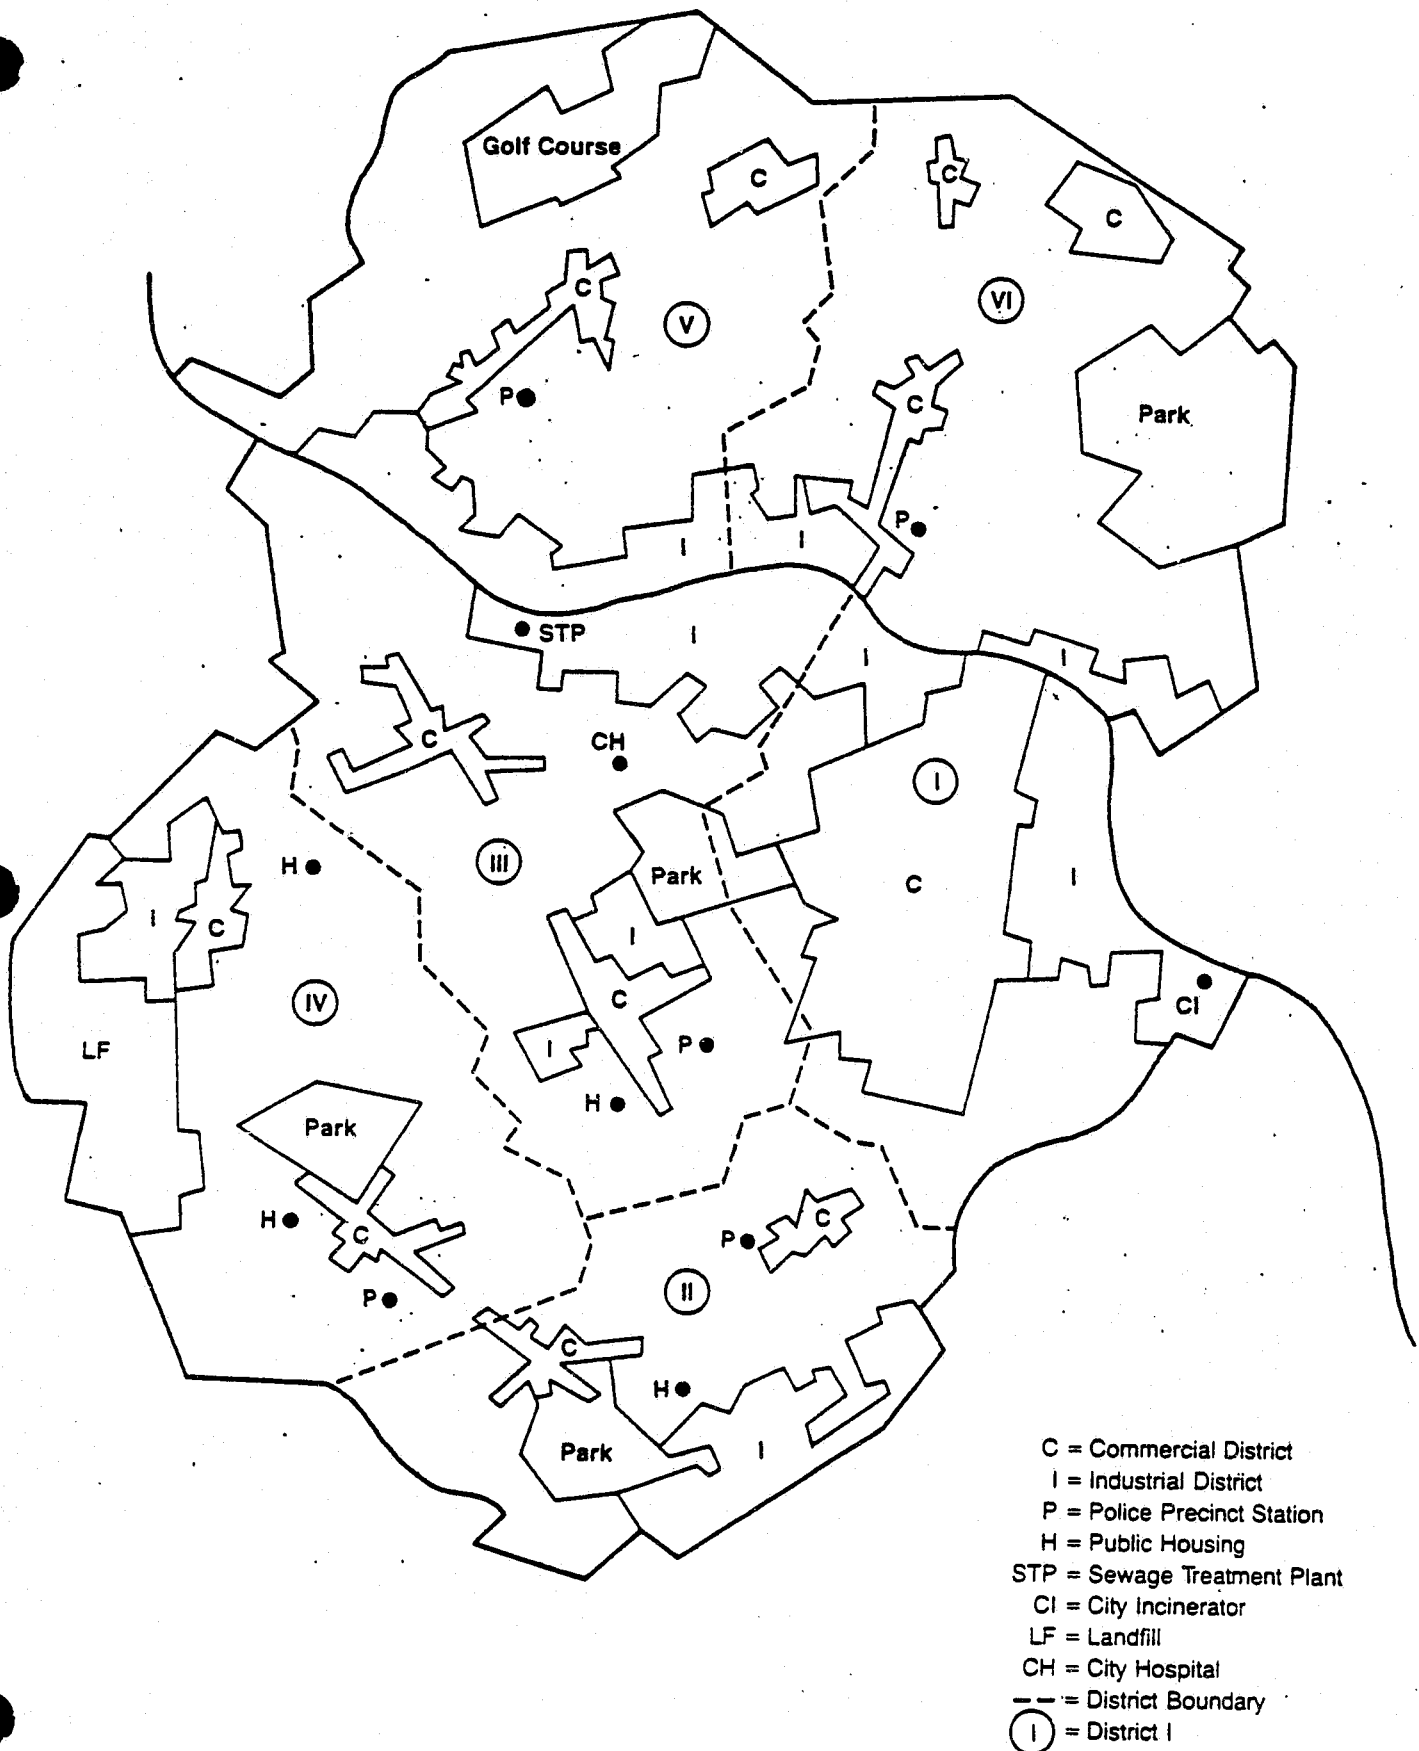 Golf Course
C
C
C
C
V
VI
C
P
C
Park
P
I
I
STP
I
I
I
C
CH
I
H
III
Park
C
I
I
C
I
C
IV
CI
LF
I
P
H
Park
H
C
P
C
P
II
C
H
Park
I
C = Commercial District
I = Industrial District
P = Police Precinct Station
H = Public Housing
STP = Sewage Treatment Plant
CI = City Incinerator
LF = Landfill
CH = City Hospital
= District Boundary
I = District I